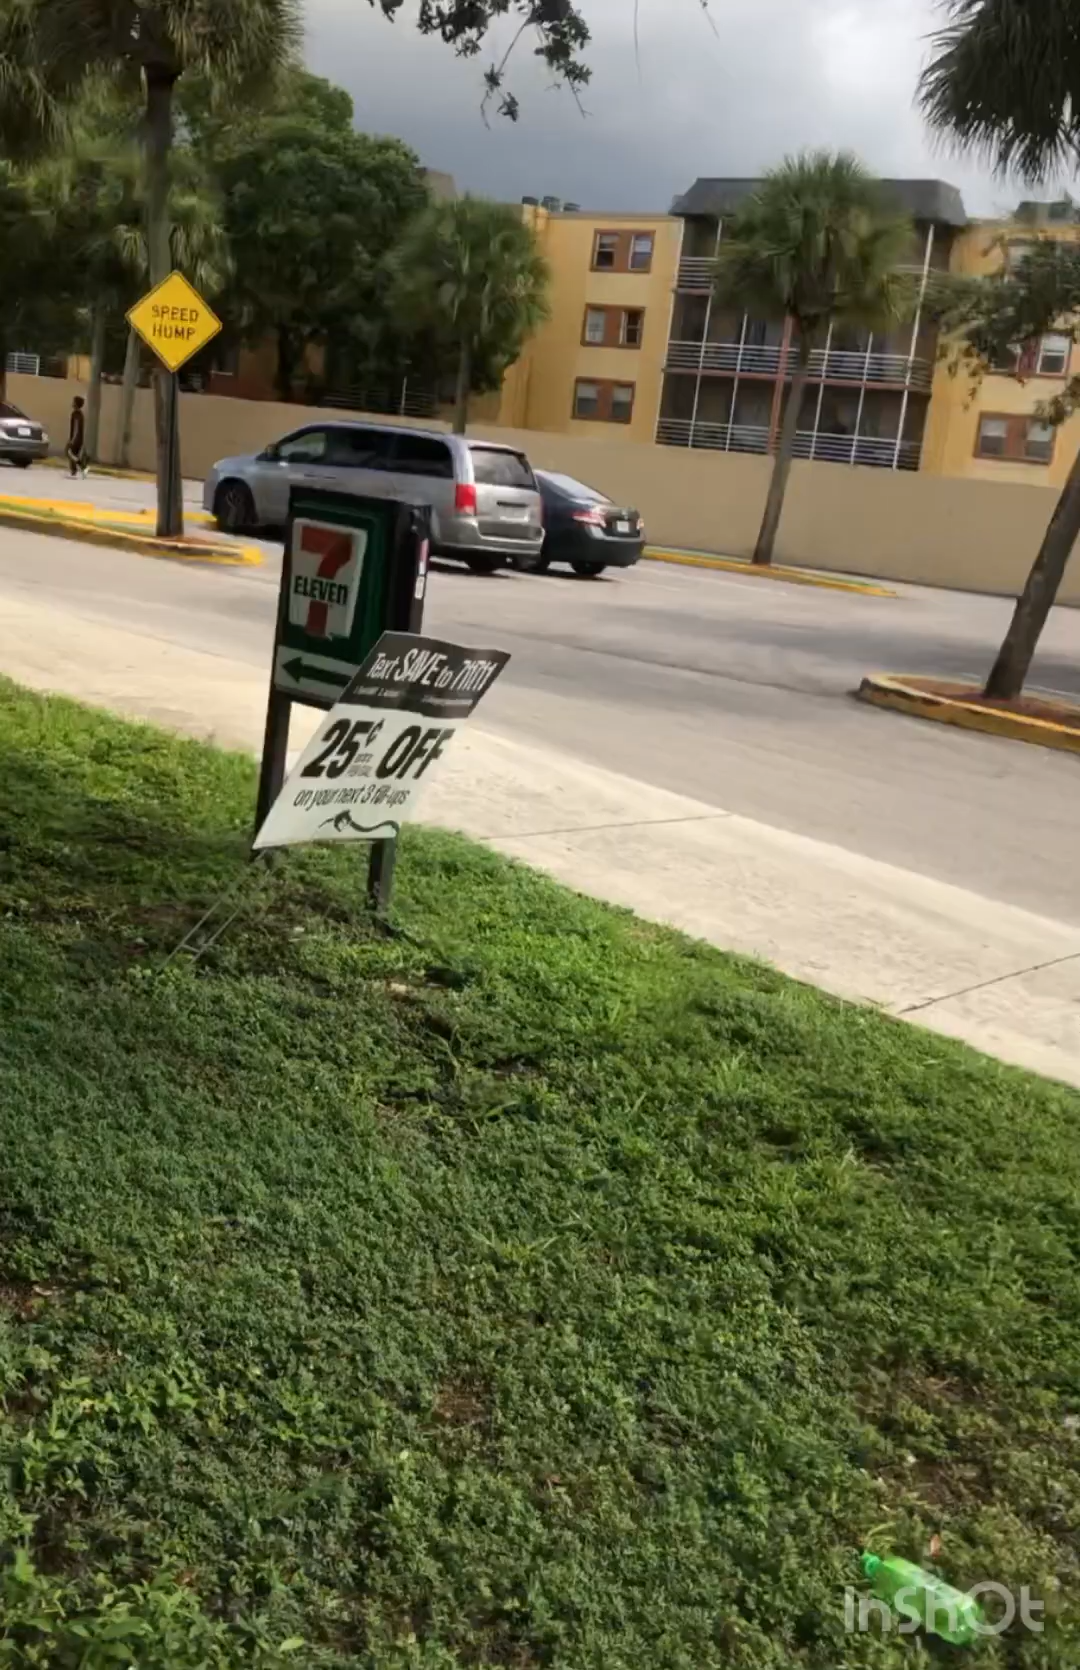 SPEED
HUMP
7
ELEVEN
Text SAVE to 711711
25¢ OFF
on your next 3 fill-ups
InShOt